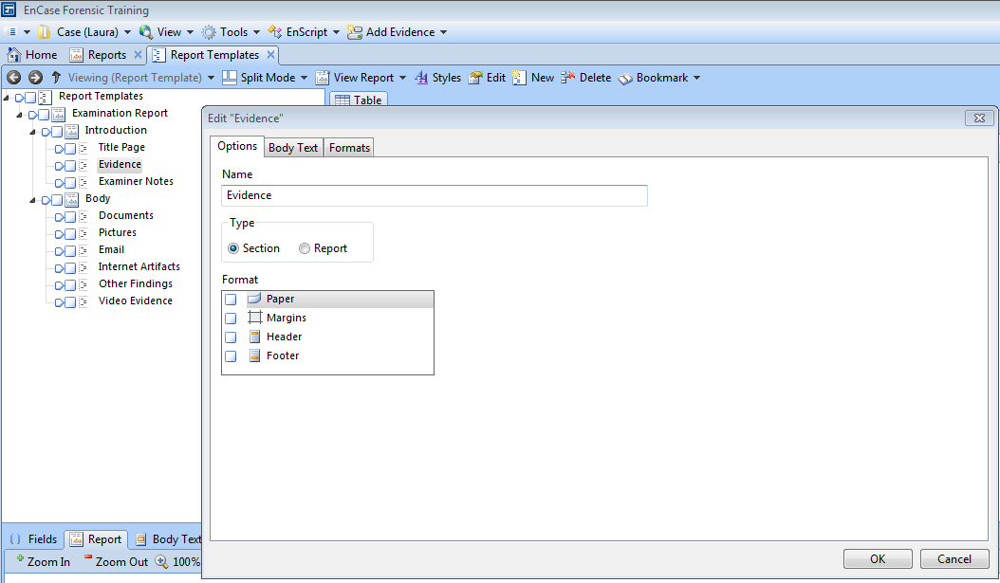 EnCase Forensic Training
Case (Laura) View Tools EnScript Add Evidence
Home Reports Report Templates
Viewing (Report Template) Split Mode View Report Styles Edit New Delete Bookmark
Report Templates
Examination Report
Introduction
Title Page
Evidence
Examiner Notes
Body
Documents
Pictures
Email
Internet Artifacts
Other Findings
Video Evidence
Table
Edit "Evidence"
Options Body Text Formats
Name
Evidence
Type
Section Report
Format
Paper
Margins
Header
Footer
OK Cancel
Fields Report Body Text
Zoom In Zoom Out 100%